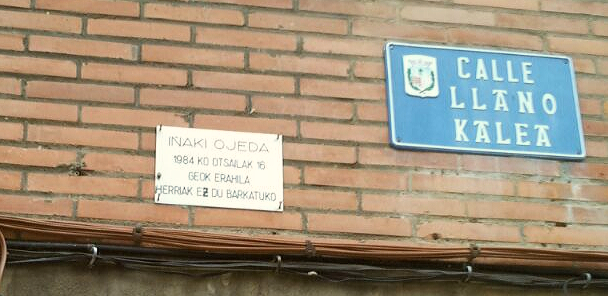 IÑAKI OJEDA
1984 KO OTSAILAK 16
GEOK ERAHILA
HERRIAK EZ DU BARKATUKO
CALLE
LLANO
KALEA